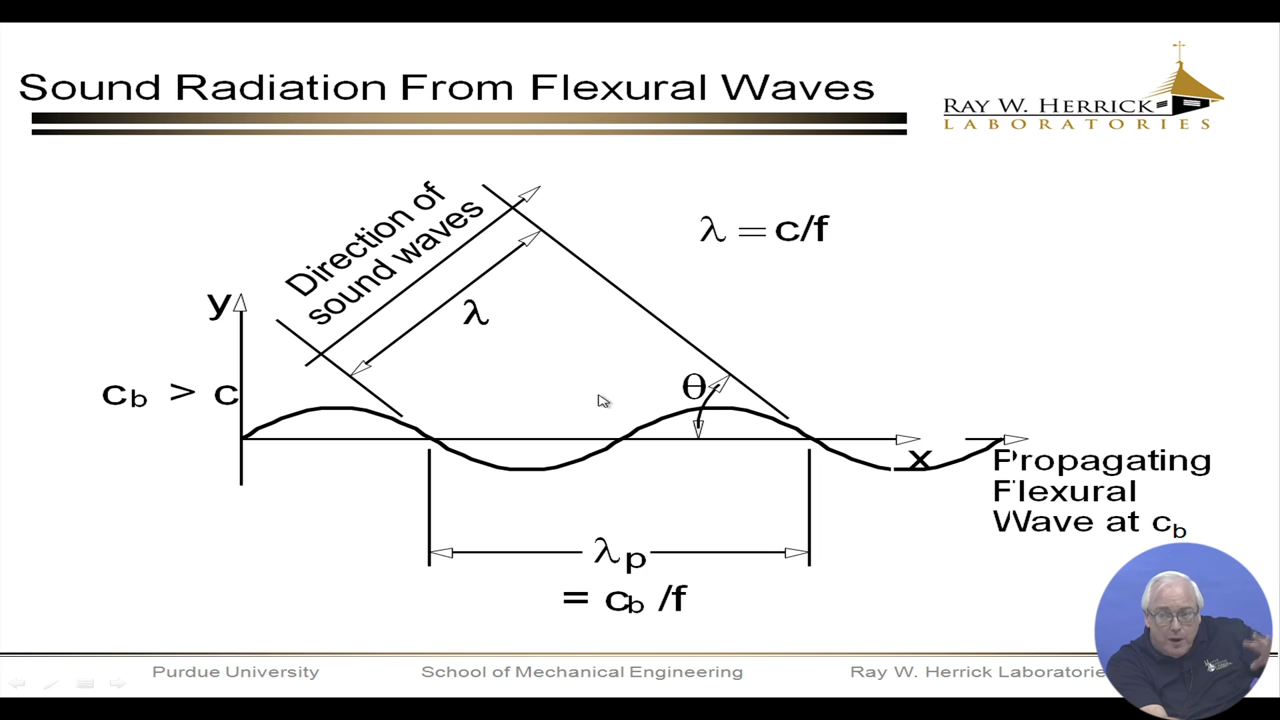 Sound Radiation From Flexural Waves
RAY W. HERRICK
LABORATORIES
Direction of
sound waves
λ = c/f
y
λ
θ
c_b > c
x
Propagating
Flexural
Wave at c_b
λ_p
= c_b /f
Purdue University
School of Mechanical Engineering
Ray W. Herrick Laboratories